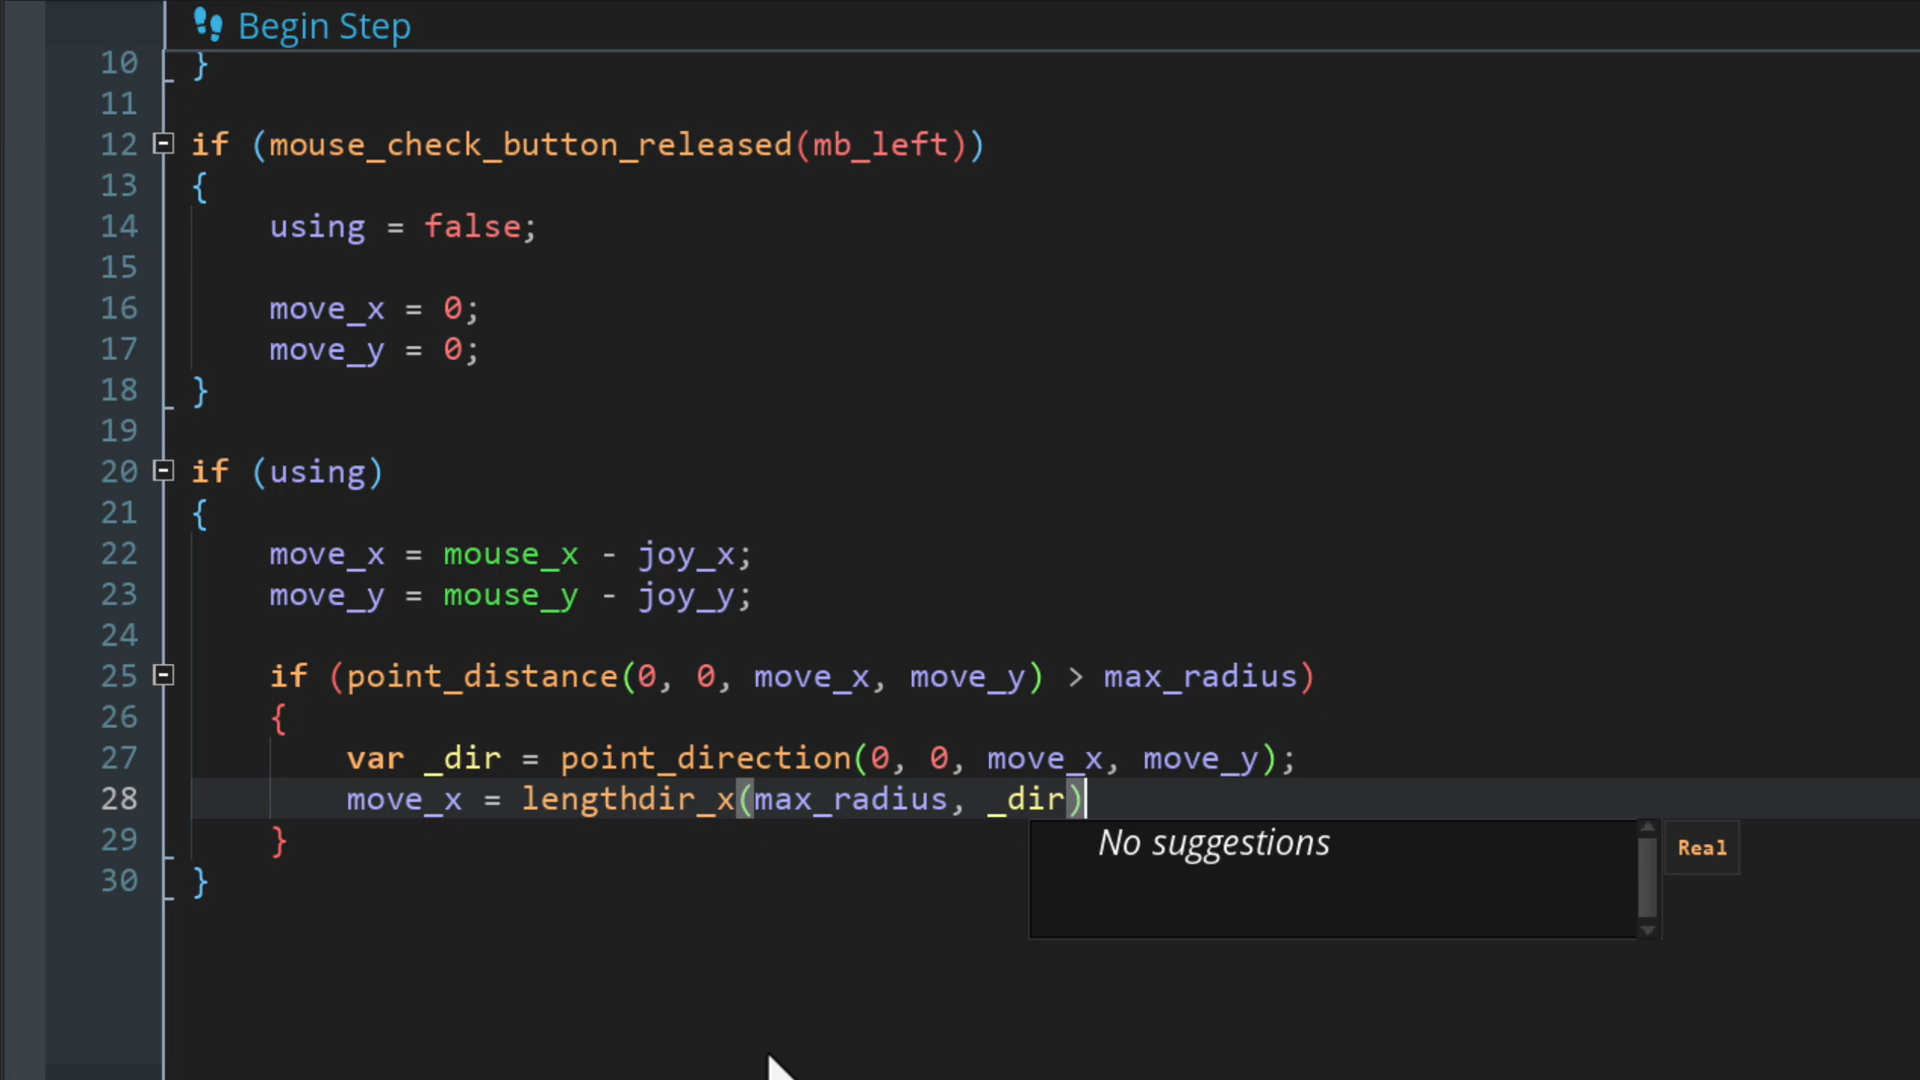 Begin Step
10 }
11
12 if (mouse_check_button_released(mb_left))
13 {
14 using = false;
15
16 move_x = 0;
17 move_y = 0;
18 }
19
20 if (using)
21 {
22 move_x = mouse_x - joy_x;
23 move_y = mouse_y - joy_y;
24
25 if (point_distance(0, 0, move_x, move_y) > max_radius)
26 {
27 var _dir = point_direction(0, 0, move_x, move_y);
28 move_x = lengthdir_x(max_radius, _dir)
29 }
No suggestions
Real
30 }